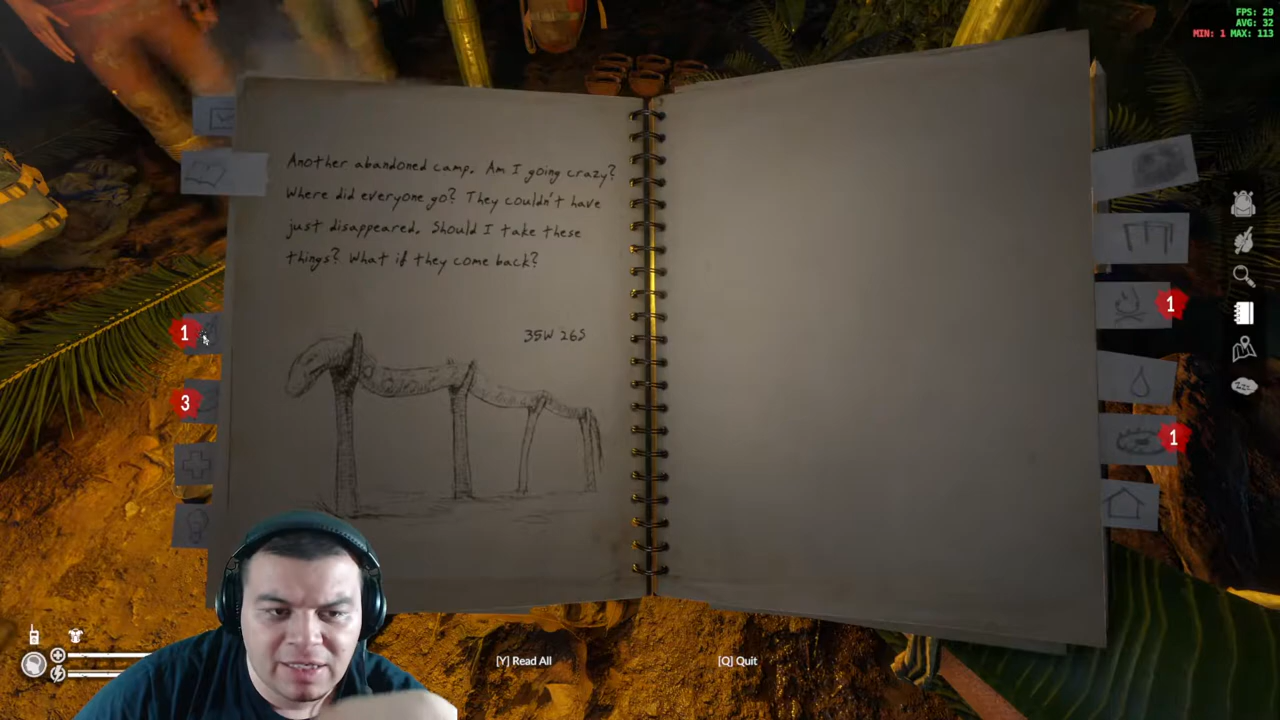 FPS: 29
AVG: 32
MIN: 1 MAX: 113
Another abandoned camp. Am I going crazy?
Where did everyone go? They couldn't have
just disappeared. Should I take these
things? What if they come back?
35W 26S
1
3
1
1
[Y] Read All
[Q] Quit